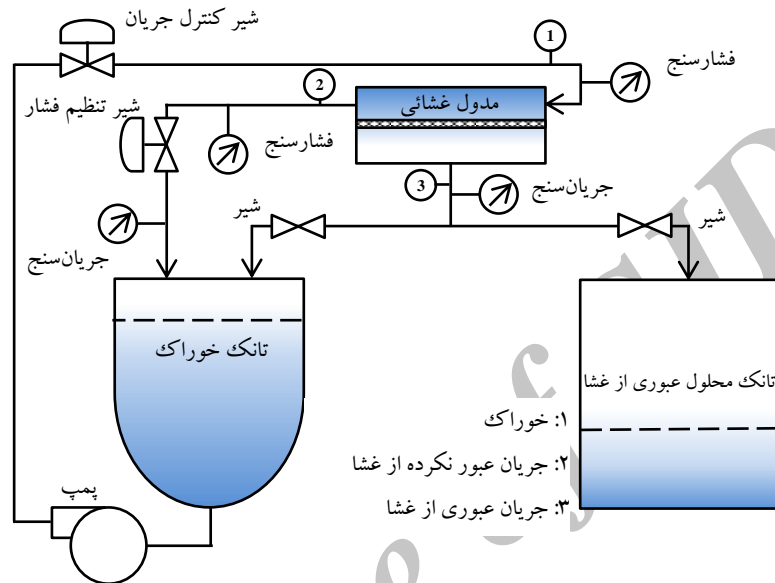 شیر کنترل جریان
1
فشارسنج
2
مدول غشائی
شیر تنظیم فشار
فشارسنج
3
جریان‌سنج
شیر
شیر
جریان‌سنج
تانک خوراک
تانک محلول عبوری از غشا
۱: خوراک
۲: جریان عبور نکرده از غشا
۳: جریان عبوری از غشا
پمپ